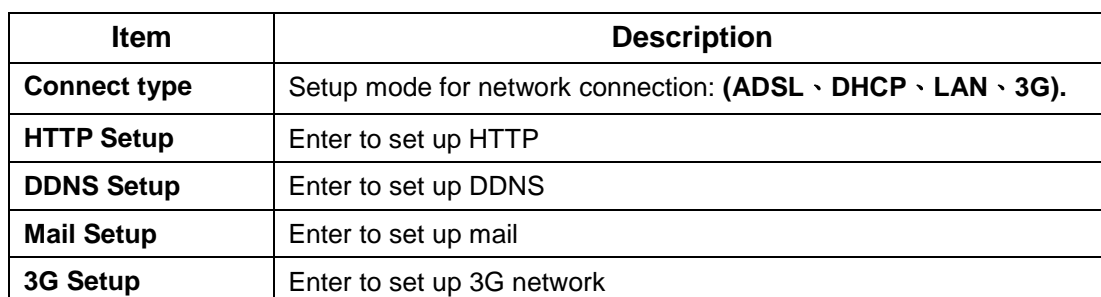 Item Description
Connect type Setup mode for network connection: (ADSL、DHCP、LAN、3G).
HTTP Setup Enter to set up HTTP
DDNS Setup Enter to set up DDNS
Mail Setup Enter to set up mail
3G Setup Enter to set up 3G network